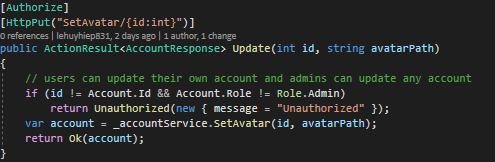 [Authorize]
[HttpPut("SetAvatar/{id:int}")]
0 references | lehuyhiep831, 2 days ago | 1 author, 1 change
public ActionResult<AccountResponse> Update(int id, string avatarPath)
{
    // users can update their own account and admins can update any account
    if (id != Account.Id && Account.Role != Role.Admin)
        return Unauthorized(new { message = "Unauthorized" });
    var account = _accountService.SetAvatar(id, avatarPath);
    return Ok(account);
}